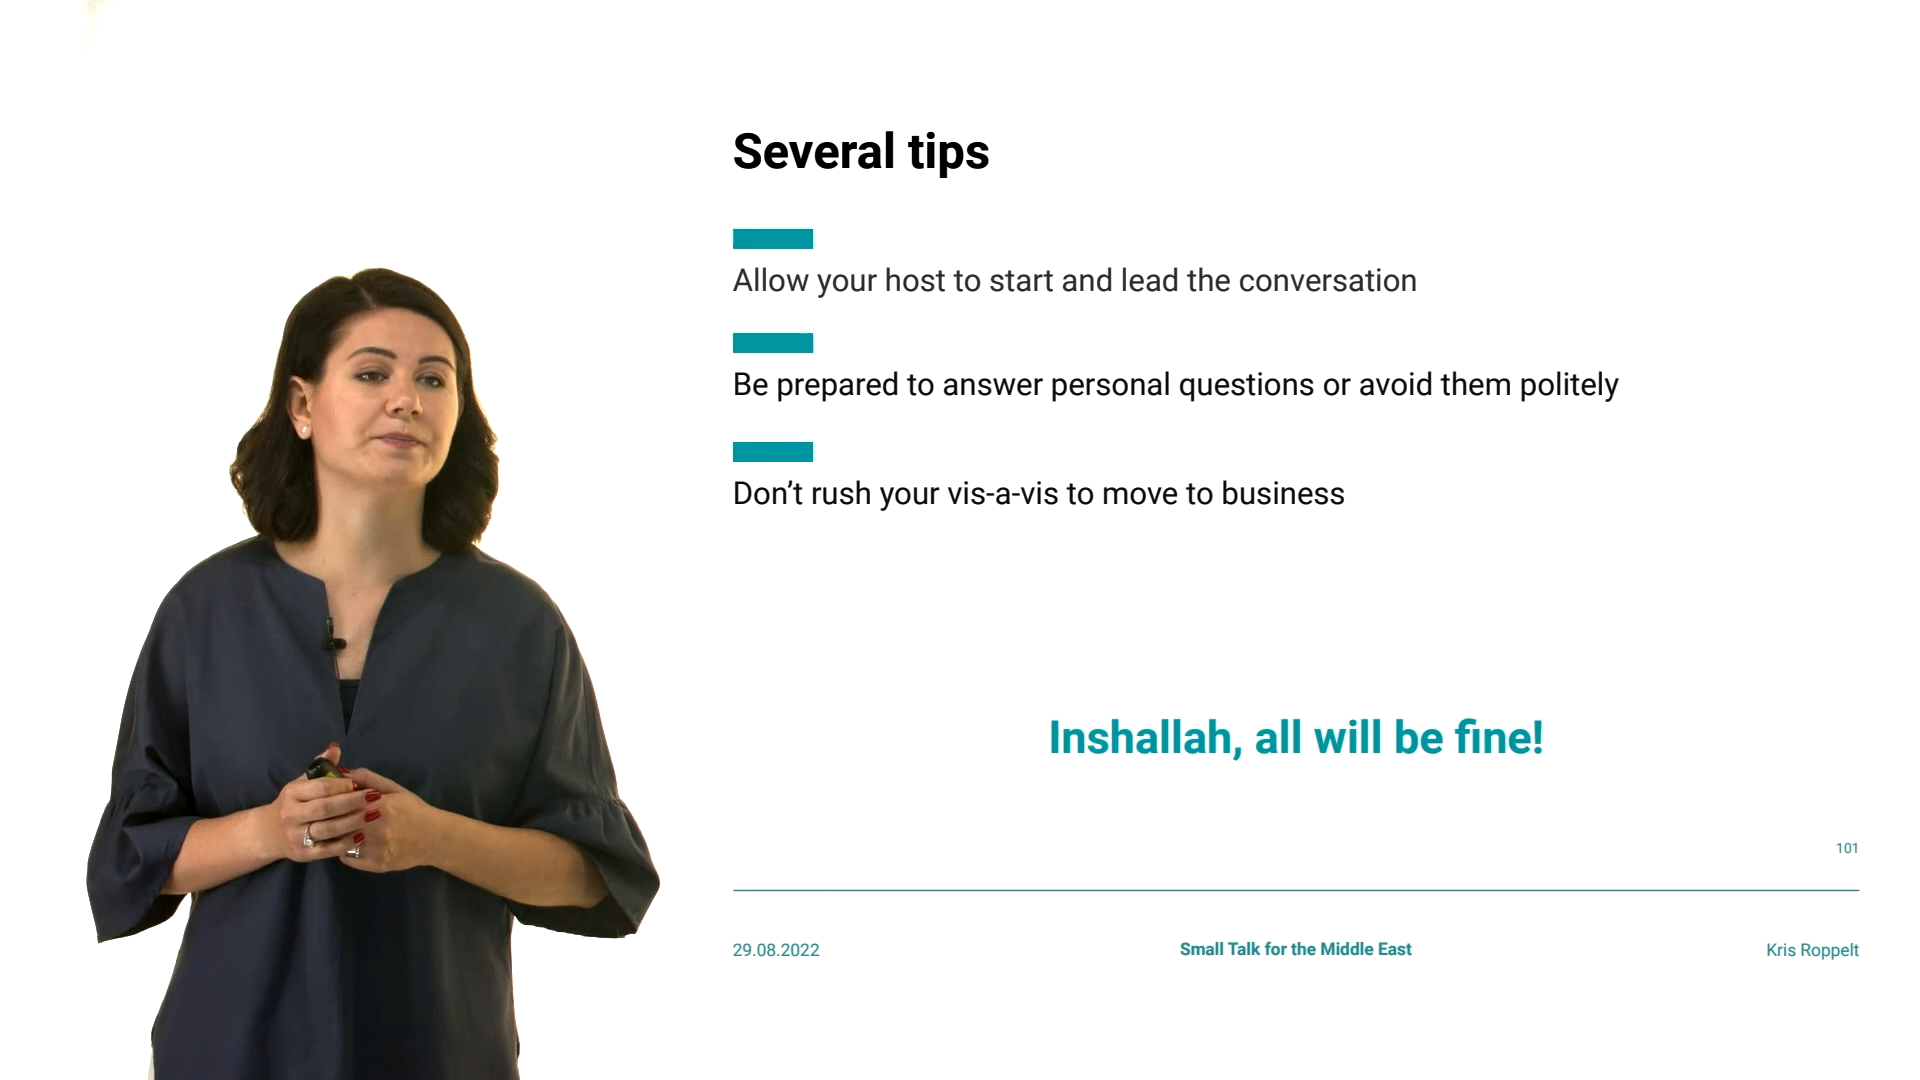 Several tips
Allow your host to start and lead the conversation
Be prepared to answer personal questions or avoid them politely
Don’t rush your vis-a-vis to move to business
Inshallah, all will be fine!
101
29.08.2022
Small Talk for the Middle East
Kris Roppelt